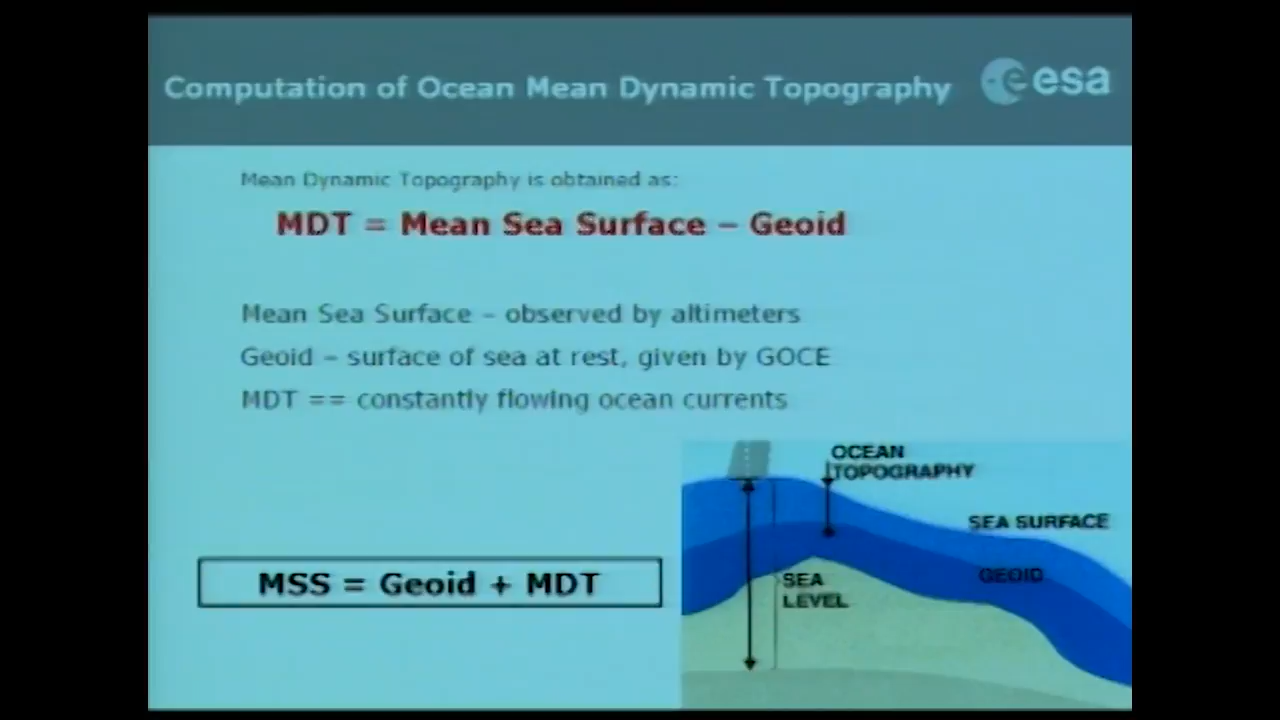 Computation of Ocean Mean Dynamic Topography
esa
Mean Dynamic Topography is obtained as:
MDT = Mean Sea Surface – Geoid
Mean Sea Surface – observed by altimeters
Geoid – surface of sea at rest, given by GOCE
MDT == constantly flowing ocean currents
OCEAN
TOPOGRAPHY
SEA SURFACE
GEOID
SEA
LEVEL
MSS = Geoid + MDT